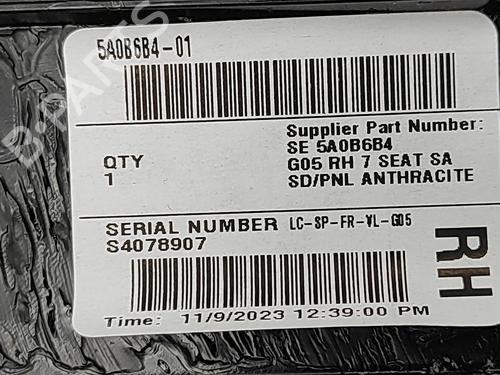 5A0B6B4-01
Supplier Part Number:
SE 5A0B6B4
QTY
G05 RH 7 SEAT SA
1
SD/PNL ANTHRACITE
SERIAL NUMBER LC-SP-FR-YL-G05
S4078907
RH
Time: 11/9/2023 12:39:00 PM
B-PARTS